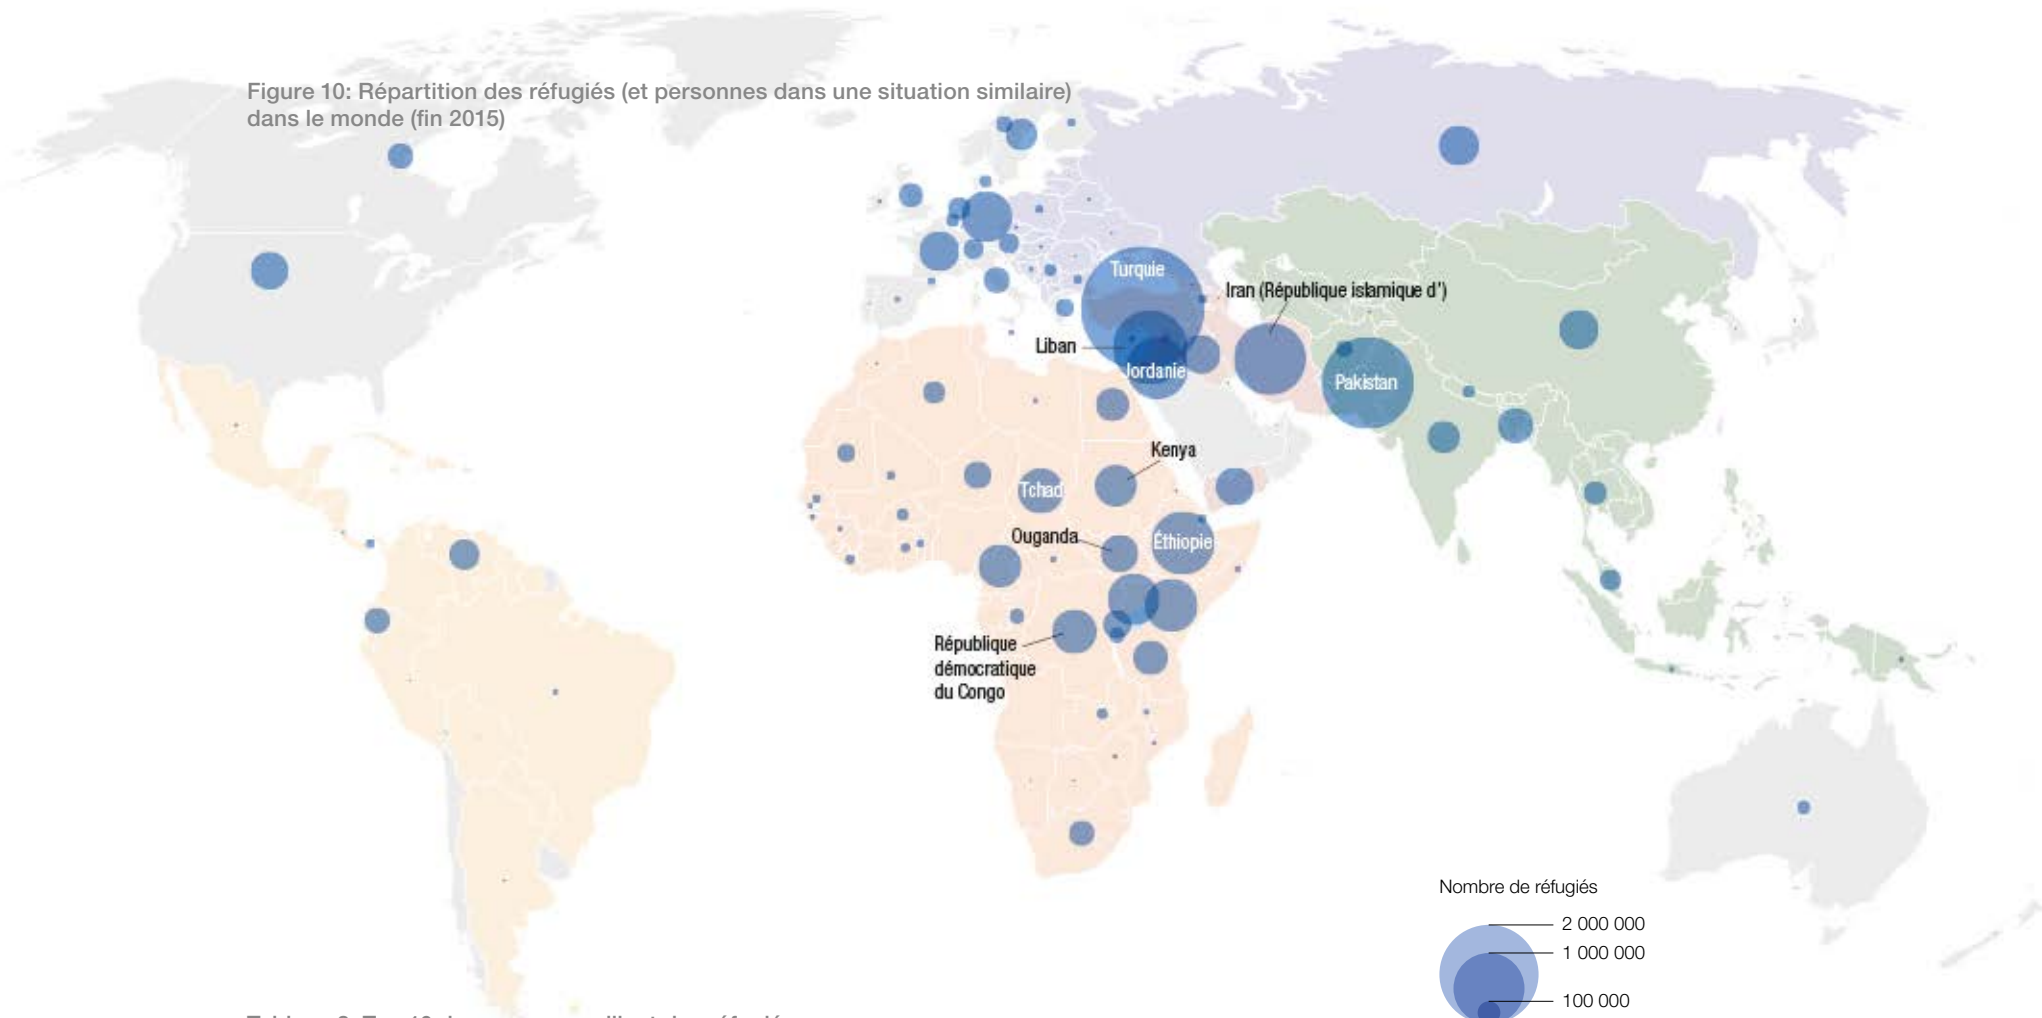 Figure 10: Répartition des réfugiés (et personnes dans une situation similaire)
dans le monde (fin 2015)
Turquie
Iran (République islamique d')
Liban
Jordanie
Pakistan
Kenya
Tchad
Ouganda
Éthiopie
République
démocratique
du Congo
Nombre de réfugiés
2 000 000
1 000 000
100 000